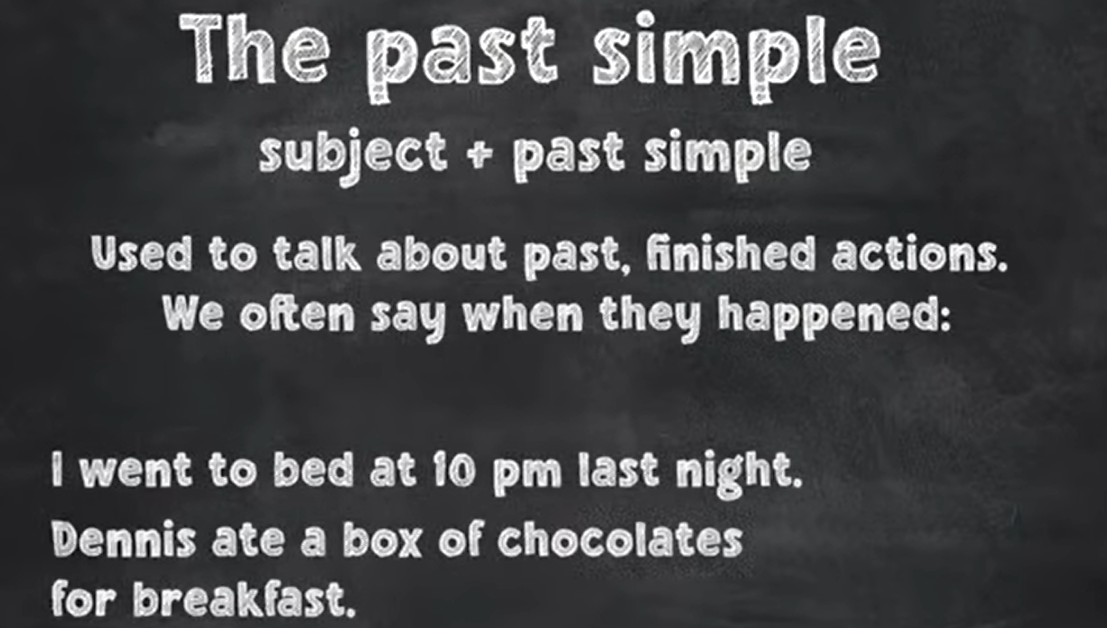 The past simple
subject + past simple
Used to talk about past, finished actions.
We often say when they happened:
I went to bed at 10 pm last night.
Dennis ate a box of chocolates
for breakfast.